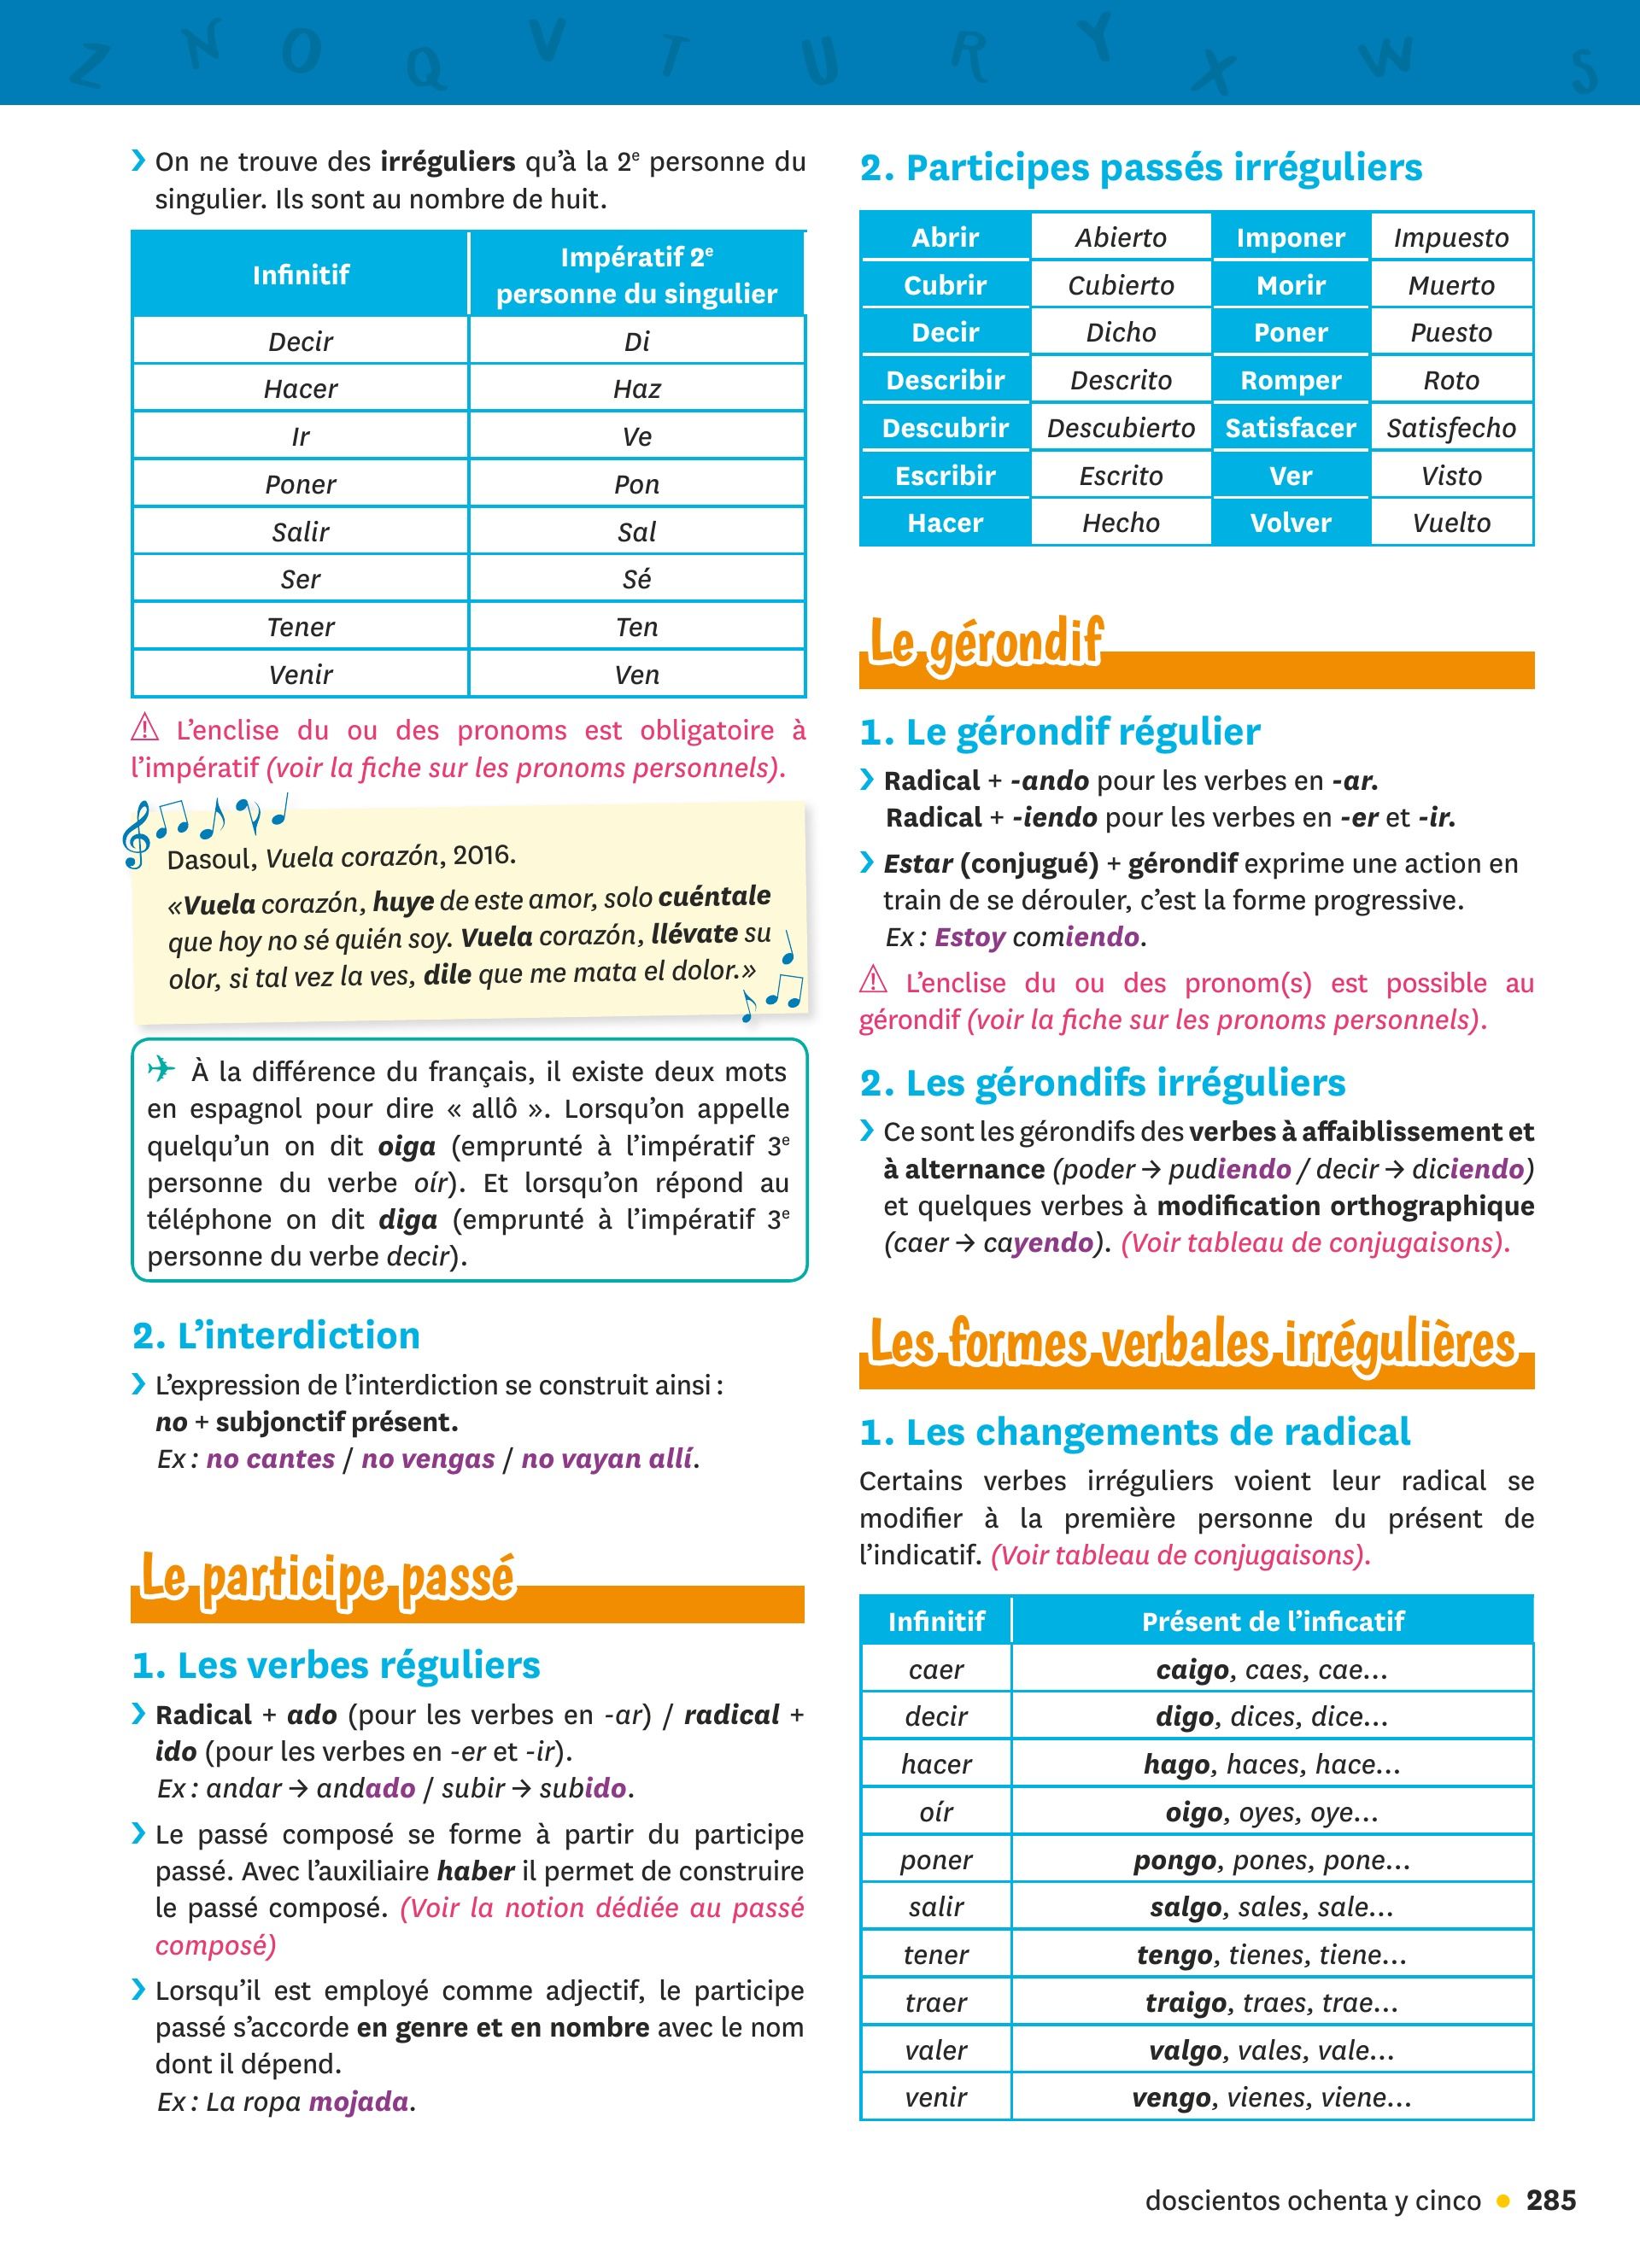 Z N O Q V T U R Y X W S
› On ne trouve des irréguliers qu’à la 2e personne du
singulier. Ils sont au nombre de huit.
Infinitif | Impératif 2e
personne du singulier
Decir | Di
Hacer | Haz
Ir | Ve
Poner | Pon
Salir | Sal
Ser | Sé
Tener | Ten
Venir | Ven
⚠ L’enclise du ou des pronoms est obligatoire à
l’impératif (voir la fiche sur les pronoms personnels).
Dasoul, Vuela corazón, 2016.
«Vuela corazón, huye de este amor, solo cuéntale
que hoy no sé quién soy. Vuela corazón, llévate su
olor, si tal vez la ves, dile que me mata el dolor.»
✈ À la différence du français, il existe deux mots
en espagnol pour dire « allô ». Lorsqu’on appelle
quelqu’un on dit oiga (emprunté à l’impératif 3e
personne du verbe oír). Et lorsqu’on répond au
téléphone on dit diga (emprunté à l’impératif 3e
personne du verbe decir).
2. L’interdiction
› L’expression de l’interdiction se construit ainsi :
no + subjonctif présent.
Ex : no cantes / no vengas / no vayan allí.
Le participe passé
1. Les verbes réguliers
› Radical + ado (pour les verbes en -ar) / radical +
ido (pour les verbes en -er et -ir).
Ex : andar → andado / subir → subido.
› Le passé composé se forme à partir du participe
passé. Avec l’auxiliaire haber il permet de construire
le passé composé. (Voir la notion dédiée au passé
composé)
› Lorsqu’il est employé comme adjectif, le participe
passé s’accorde en genre et en nombre avec le nom
dont il dépend.
Ex : La ropa mojada.
2. Participes passés irréguliers
Abrir | Abierto | Imponer | Impuesto
Cubrir | Cubierto | Morir | Muerto
Decir | Dicho | Poner | Puesto
Describir | Descrito | Romper | Roto
Descubrir | Descubierto | Satisfacer | Satisfecho
Escribir | Escrito | Ver | Visto
Hacer | Hecho | Volver | Vuelto
Le gérondif
1. Le gérondif régulier
› Radical + -ando pour les verbes en -ar.
Radical + -iendo pour les verbes en -er et -ir.
› Estar (conjugué) + gérondif exprime une action en
train de se dérouler, c’est la forme progressive.
Ex : Estoy comiendo.
⚠ L’enclise du ou des pronom(s) est possible au
gérondif (voir la fiche sur les pronoms personnels).
2. Les gérondifs irréguliers
› Ce sont les gérondifs des verbes à affaiblissement et
à alternance (poder → pudiendo / decir → diciendo)
et quelques verbes à modification orthographique
(caer → cayendo). (Voir tableau de conjugaisons).
Les formes verbales irrégulières
1. Les changements de radical
Certains verbes irréguliers voient leur radical se
modifier à la première personne du présent de
l’indicatif. (Voir tableau de conjugaisons).
Infinitif | Présent de l’inficatif
caer | caigo, caes, cae...
decir | digo, dices, dice...
hacer | hago, haces, hace...
oír | oigo, oyes, oye...
poner | pongo, pones, pone...
salir | salgo, sales, sale...
tener | tengo, tienes, tiene...
traer | traigo, traes, trae...
valer | valgo, vales, vale...
venir | vengo, vienes, viene...
doscientos ochenta y cinco • 285